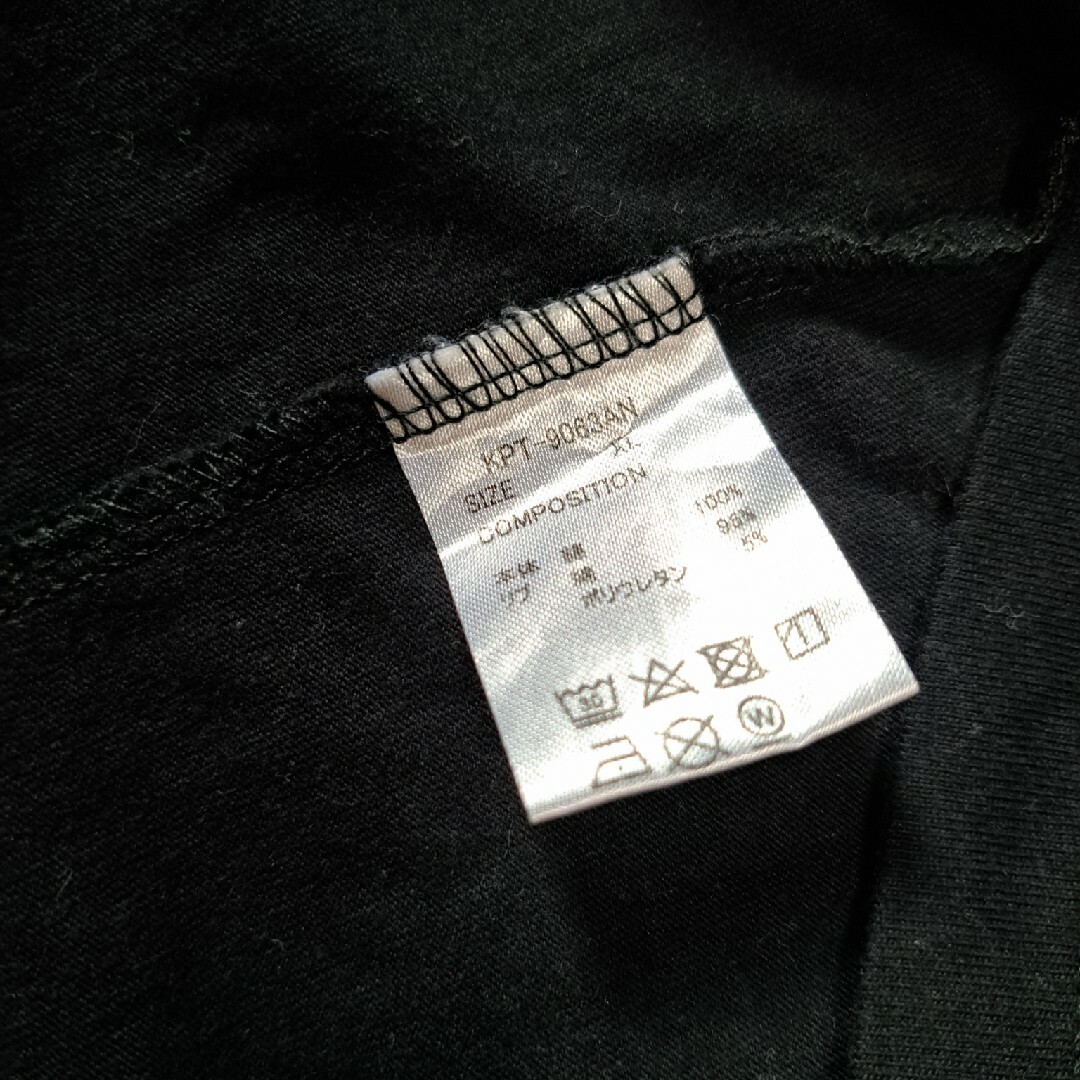 KPT-9063AN
SIZE XL
COMPOSITION
本体 綿 100%
リブ 綿 95%
ポリウレタン 5%
30
W